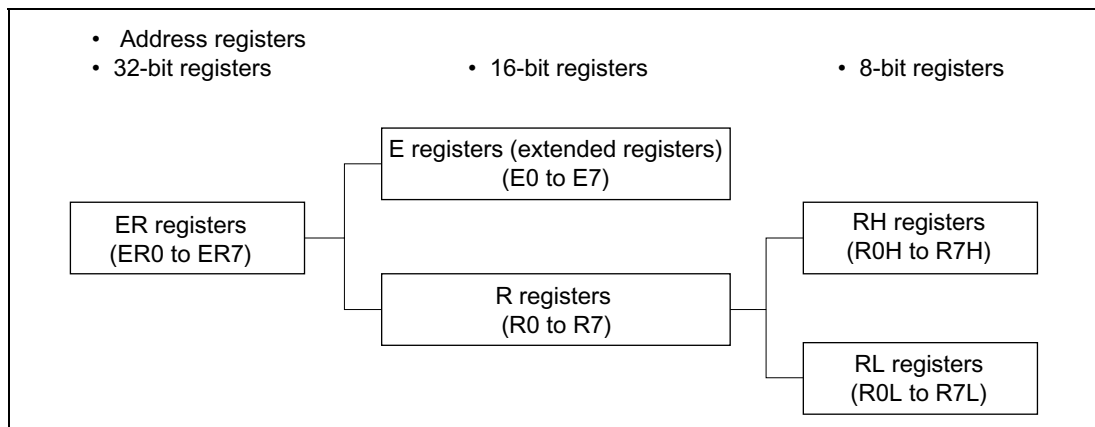 • Address registers
• 32-bit registers
• 16-bit registers
• 8-bit registers
E registers (extended registers)
(E0 to E7)
ER registers
(ER0 to ER7)
RH registers
(R0H to R7H)
R registers
(R0 to R7)
RL registers
(R0L to R7L)